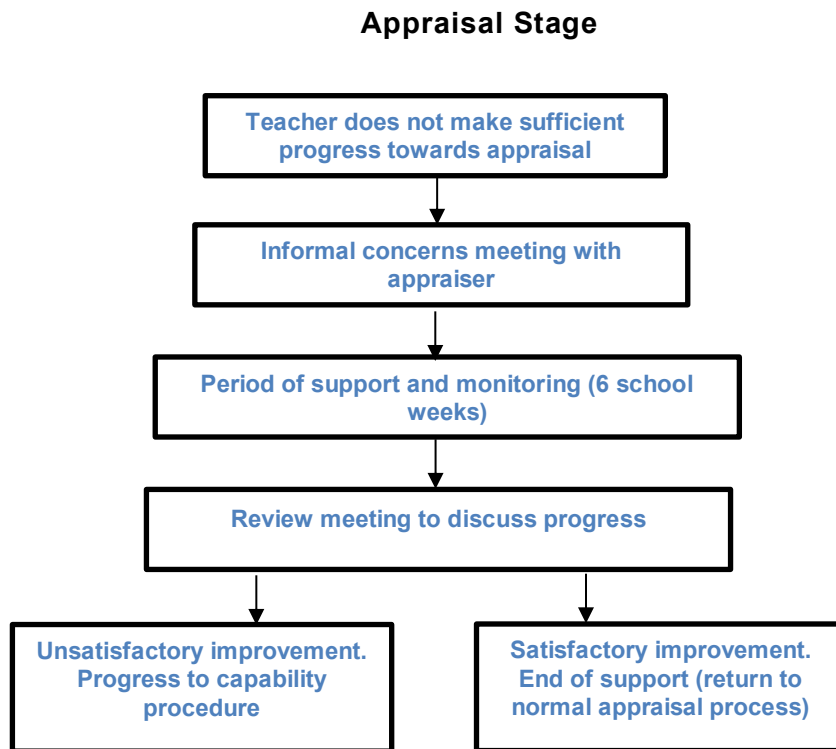 Appraisal Stage
Teacher does not make sufficient
progress towards appraisal
Informal concerns meeting with
appraiser
Period of support and monitoring (6 school
weeks)
Review meeting to discuss progress
Unsatisfactory improvement.
Progress to capability
procedure
Satisfactory improvement.
End of support (return to
normal appraisal process)